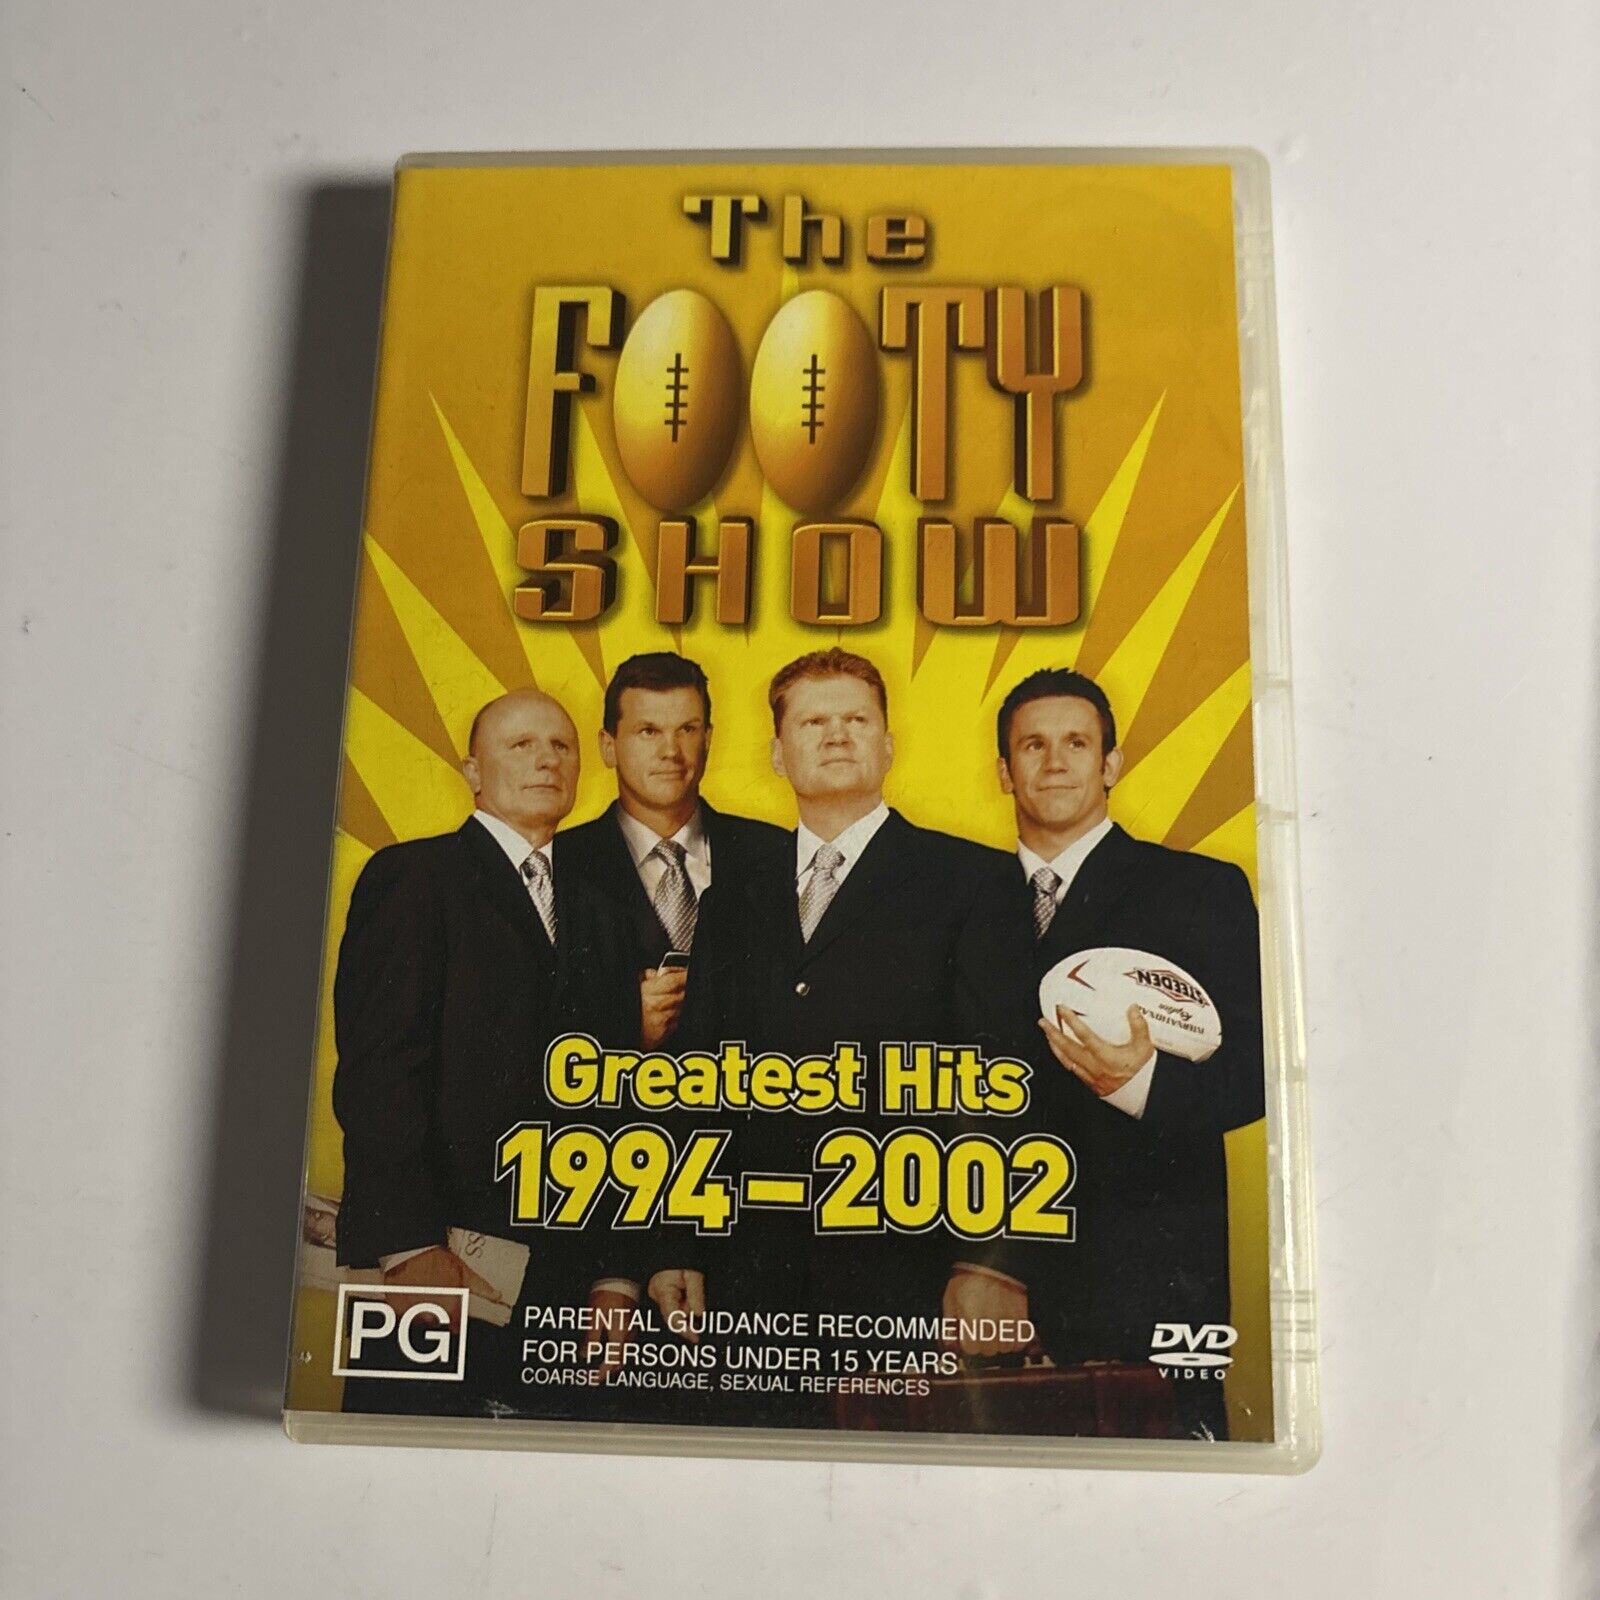 The
FOOTY
SHOW
STEEDEN
INTERNATIONAL
Greatest Hits
1994–2002
PG
PARENTAL GUIDANCE RECOMMENDED
FOR PERSONS UNDER 15 YEARS
COARSE LANGUAGE, SEXUAL REFERENCES
DVD
VIDEO